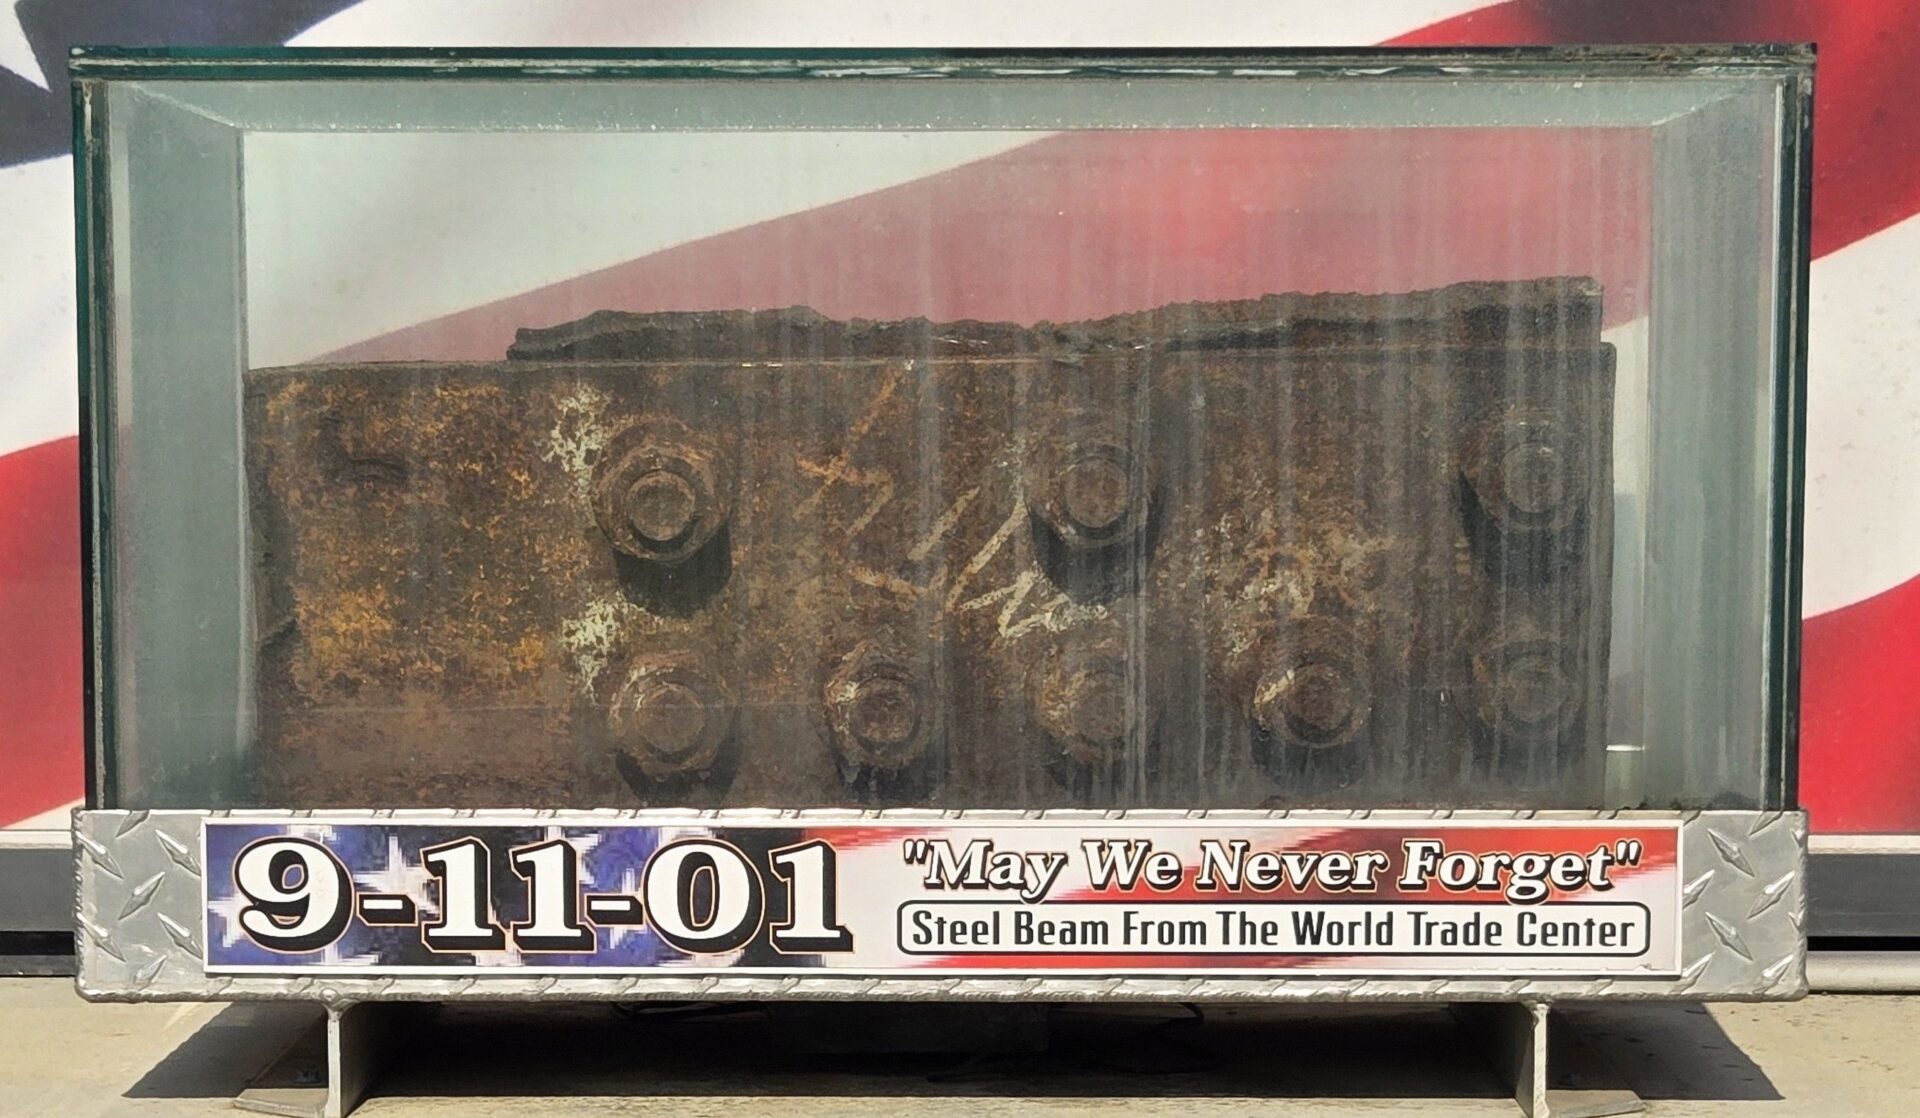 9-11-01
"May We Never Forget"
Steel Beam From The World Trade Center